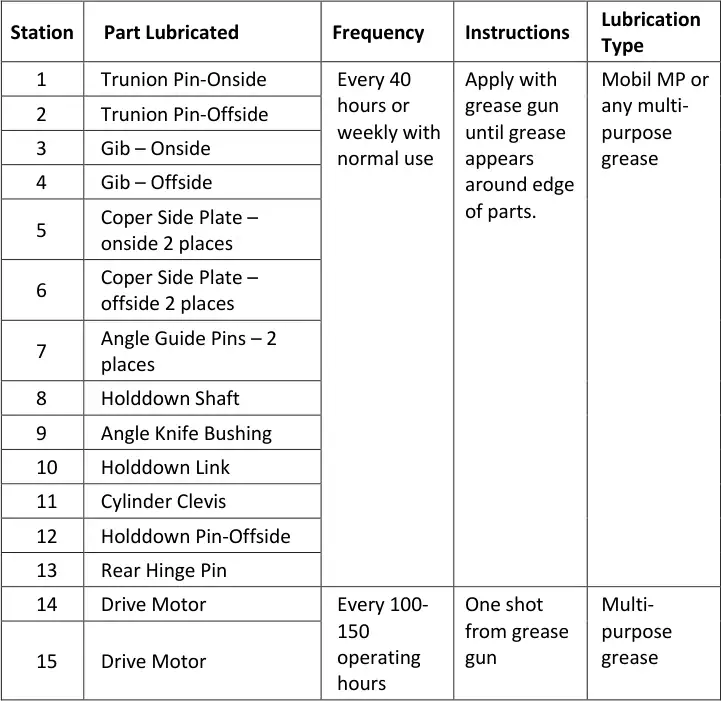 Station Part Lubricated Frequency Instructions Lubrication
Type
1 Trunion Pin-Onside Every 40 Apply with Mobil MP or
2 Trunion Pin-Offside hours or grease gun any multi-
3 Gib – Onside weekly with until grease purpose
4 Gib – Offside normal use appears grease
around edge
of parts.
5 Coper Side Plate –
onside 2 places
6 Coper Side Plate –
offside 2 places
7 Angle Guide Pins – 2
places
8 Holddown Shaft
9 Angle Knife Bushing
10 Holddown Link
11 Cylinder Clevis
12 Holddown Pin-Offside
13 Rear Hinge Pin
14 Drive Motor Every 100- One shot Multi-
150 from grease purpose
15 Drive Motor operating gun grease
hours